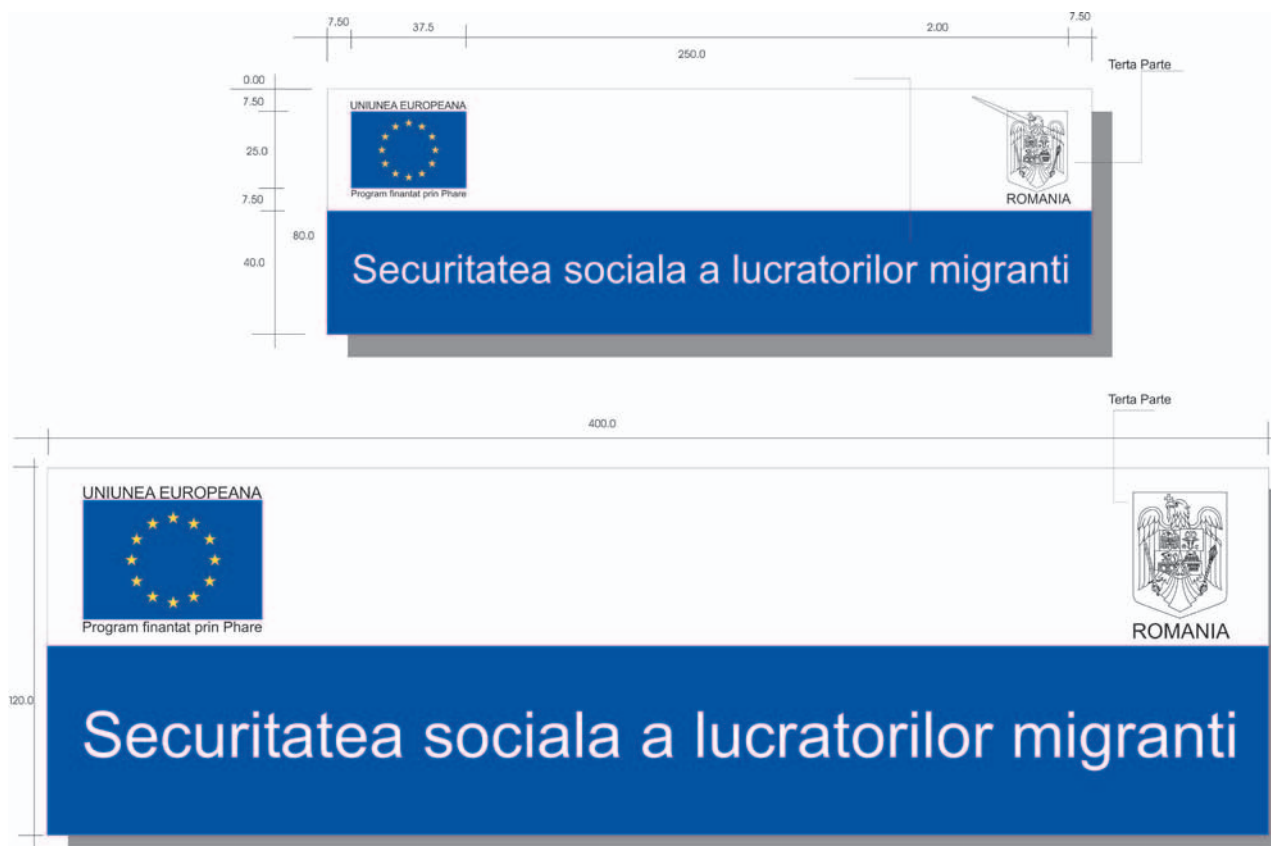 7.50
37.5
2.00
7.50
250.0
Terta Parte
0.00
7.50
25.0
7.50
80.0
40.0
UNIUNEA EUROPEANA
Program finantat prin Phare
ROMANIA
Securitatea sociala a lucratorilor migranti
Terta Parte
400.0
120.0
UNIUNEA EUROPEANA
Program finantat prin Phare
ROMANIA
Securitatea sociala a lucratorilor migranti